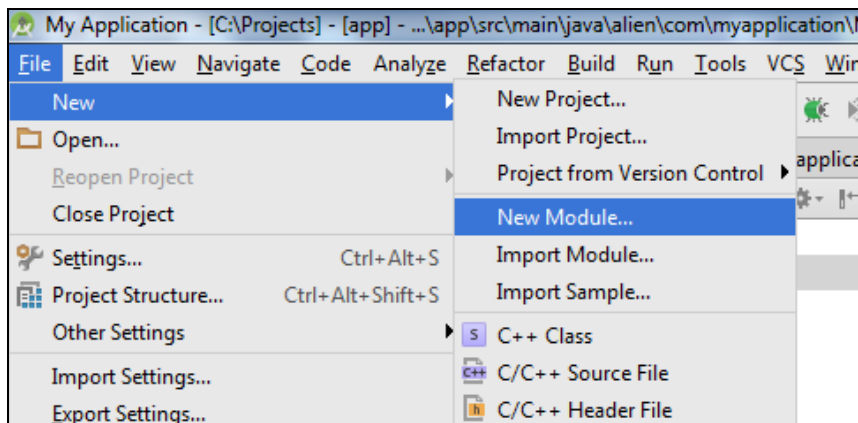 My Application - [C:\Projects] - [app] - ...\app\src\main\java\alien\com\myapplication\
File Edit View Navigate Code Analyze Refactor Build Run Tools VCS
New
Open...
Reopen Project
Close Project
Settings... Ctrl+Alt+S
Project Structure... Ctrl+Alt+Shift+S
Other Settings
Import Settings...
Export Settings...
New Project...
Import Project...
Project from Version Control
New Module...
Import Module...
Import Sample...
S C++ Class
C++ C/C++ Source File
h C/C++ Header File